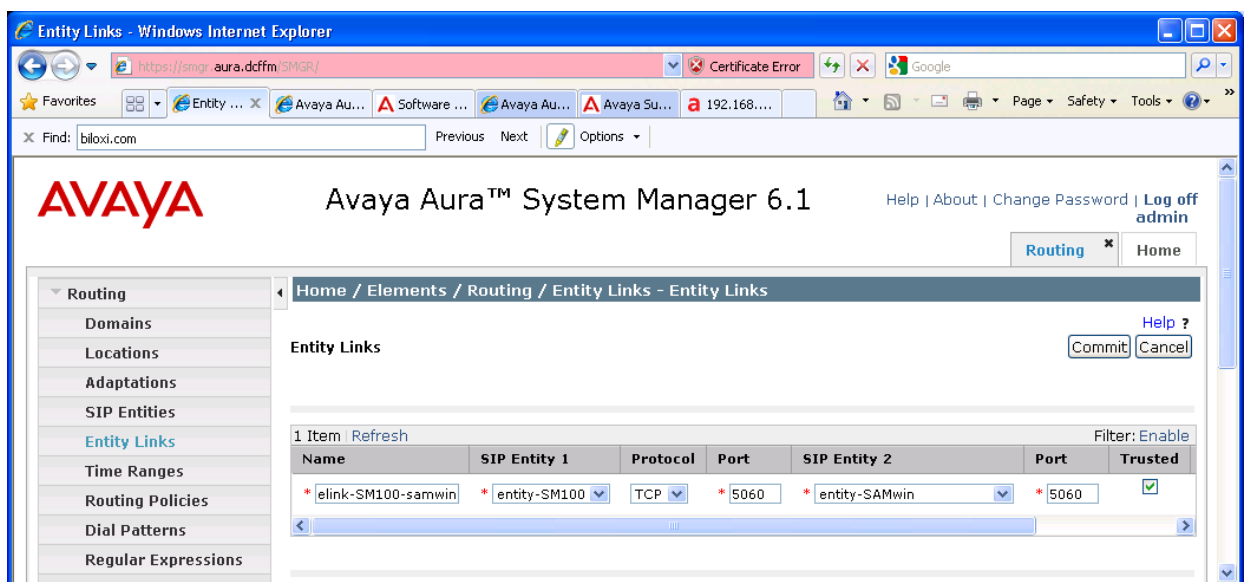 Entity Links - Windows Internet Explorer
https://smgr.aura.dcffm/SMGR/ Certificate Error Google
Favorites Entity ... X Avaya Au... Software ... Avaya Au... Avaya Su... a 192.168.... Page Safety Tools »
X Find: biloxi.com Previous Next Options
AVAYA Avaya Aura™ System Manager 6.1 Help | About | Change Password | Log off
admin
Routing × Home
Routing Home / Elements / Routing / Entity Links - Entity Links
Domains Help ?
Locations Entity Links Commit Cancel
Adaptations
SIP Entities
Entity Links 1 Item | Refresh Filter: Enable
Time Ranges Name SIP Entity 1 Protocol Port SIP Entity 2 Port Trusted
Routing Policies * elink-SM100-samwin * entity-SM100 TCP * 5060 * entity-SAMwin * 5060
Dial Patterns
Regular Expressions